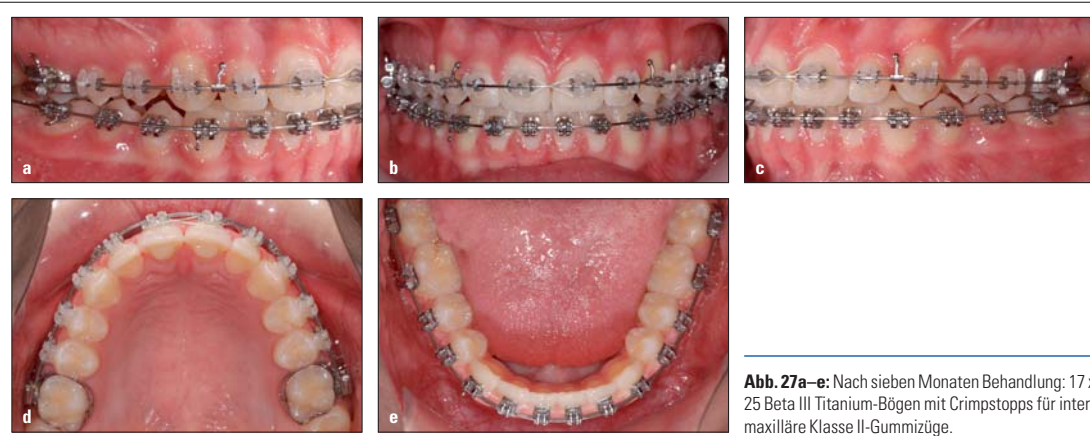 a
b
c
d
e
Abb. 27a–e: Nach sieben Monaten Behandlung: 17 x
25 Beta III Titanium-Bögen mit Crimpstopps für inter-
maxilläre Klasse II-Gummizüge.